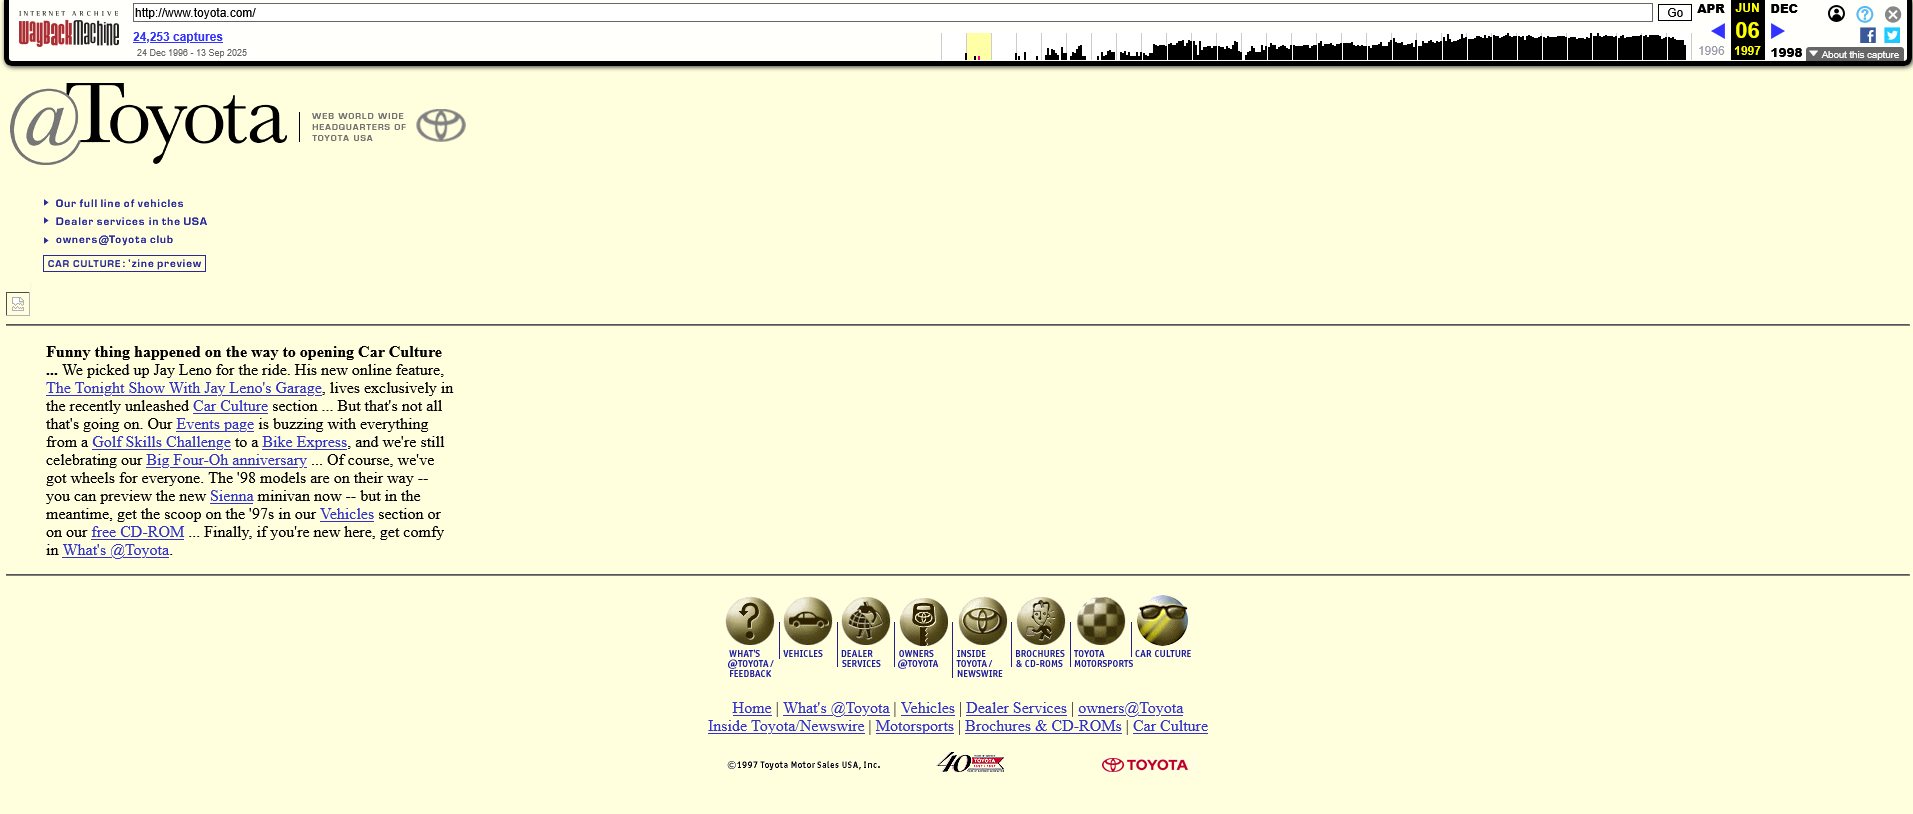 INTERNET ARCHIVE
WayBackMachine
http://www.toyota.com/
Go
APR
JUN
DEC
24,253 captures
06
24 Dec 1996 - 13 Sep 2025
1996
1997
1998
About this capture
@Toyota
WEB WORLD WIDE
HEADQUARTERS OF
TOYOTA USA
Our full line of vehicles
Dealer services in the USA
owners@Toyota club
CAR CULTURE: 'zine preview
Funny thing happened on the way to opening Car Culture
... We picked up Jay Leno for the ride. His new online feature,
The Tonight Show With Jay Leno's Garage, lives exclusively in
the recently unleashed Car Culture section ... But that's not all
that's going on. Our Events page is buzzing with everything
from a Golf Skills Challenge to a Bike Express, and we're still
celebrating our Big Four-Oh anniversary ... Of course, we've
got wheels for everyone. The '98 models are on their way --
you can preview the new Sienna minivan now -- but in the
meantime, get the scoop on the '97s in our Vehicles section or
on our free CD-ROM ... Finally, if you're new here, get comfy
in What's @Toyota.
WHAT'S
@TOYOTA/
FEEDBACK
VEHICLES
DEALER
SERVICES
OWNERS
@TOYOTA
INSIDE
TOYOTA/
NEWSWIRE
BROCHURES
& CD-ROMS
TOYOTA
MOTORSPORTS
CAR CULTURE
Home | What's @Toyota | Vehicles | Dealer Services | owners@Toyota
Inside Toyota/Newswire | Motorsports | Brochures & CD-ROMs | Car Culture
©1997 Toyota Motor Sales USA, Inc.
40
TOYOTA
TOYOTA